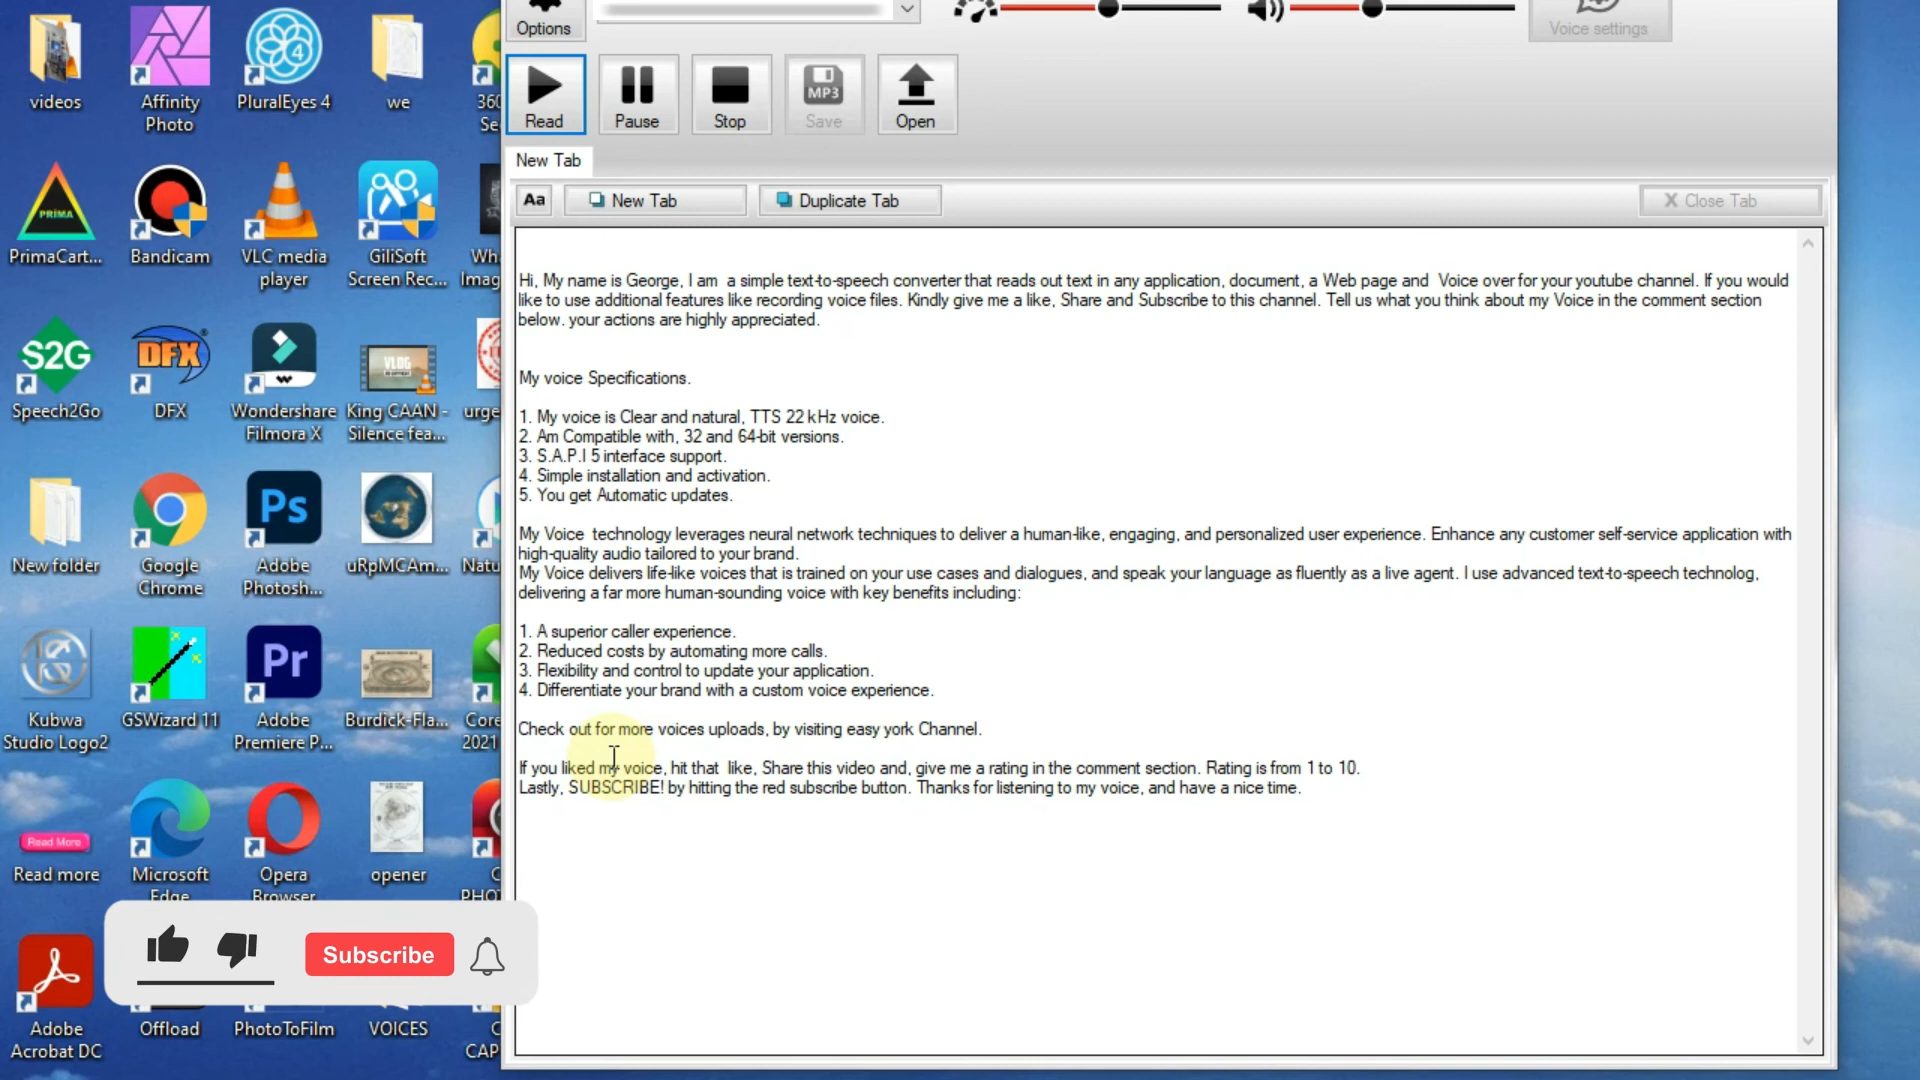 Options
Voice settings
Read
Pause
MP3
Save
Open
New Tab
Aa
New Tab
Duplicate Tab
X Close Tab
Hi, My name is George, I am a simple text-to-speech converter that reads out text in any application, document, a Web page and Voice over for your youtube channel. If you would
like to use additional features like recording voice files. Kindly give me a like, Share and Subscribe to this channel. Tell us what you think about my Voice in the comment section
below. your actions are highly appreciated.
My voice Specifications.
1. My voice is Clear and natural, TTS 22 kHz voice.
2. Am Compatible with, 32 and 64-bit versions.
3. S.A.P.I 5 interface support.
4. Simple installation and activation.
5. You get Automatic updates.
My Voice technology leverages neural network techniques to deliver a human-like, engaging, and personalized user experience. Enhance any customer self-service application with
high-quality audio tailored to your brand.
My Voice delivers life-like voices that is trained on your use cases and dialogues, and speak your language as fluently as a live agent. I use advanced text-to-speech technolog,
delivering a far more human-sounding voice with key benefits including:
1. A superior caller experience.
2. Reduced costs by automating more calls.
3. Flexibility and control to update your application.
4. Differentiate your brand with a custom voice experience.
Check out for more voices uploads, by visiting easy york Channel.
If you liked my voice, hit that like, Share this video and, give me a rating in the comment section. Rating is from 1 to 10.
Lastly, SUBSCRIBE! by hitting the red subscribe button. Thanks for listening to my voice, and have a nice time.
Stop
videos
Affinity
Photo
4
PluralEyes 4
we
360
Se
PRIMA
PrimaCart...
Bandicam
VLC media
player
GiliSoft
Screen Rec...
Wha
Imag
S2G
Speech2Go
DFX
DFX
Wondershare
Filmora X
VLOG
King CAAN -
Silence fea...
urge
New folder
Google
Chrome
Ps
Adobe
Photosh...
uRpMCAm...
Natu
Kubwa
Studio Logo2
GSWizard 11
Pr
Adobe
Premiere P...
Burdick-Fla...
Core
2021
Read More
Read more
Microsoft
Edge
Opera
Browser
opener
C
PHO
Subscribe
Adobe
Acrobat DC
Offload
PhotoToFilm
VOICES
C
CAP